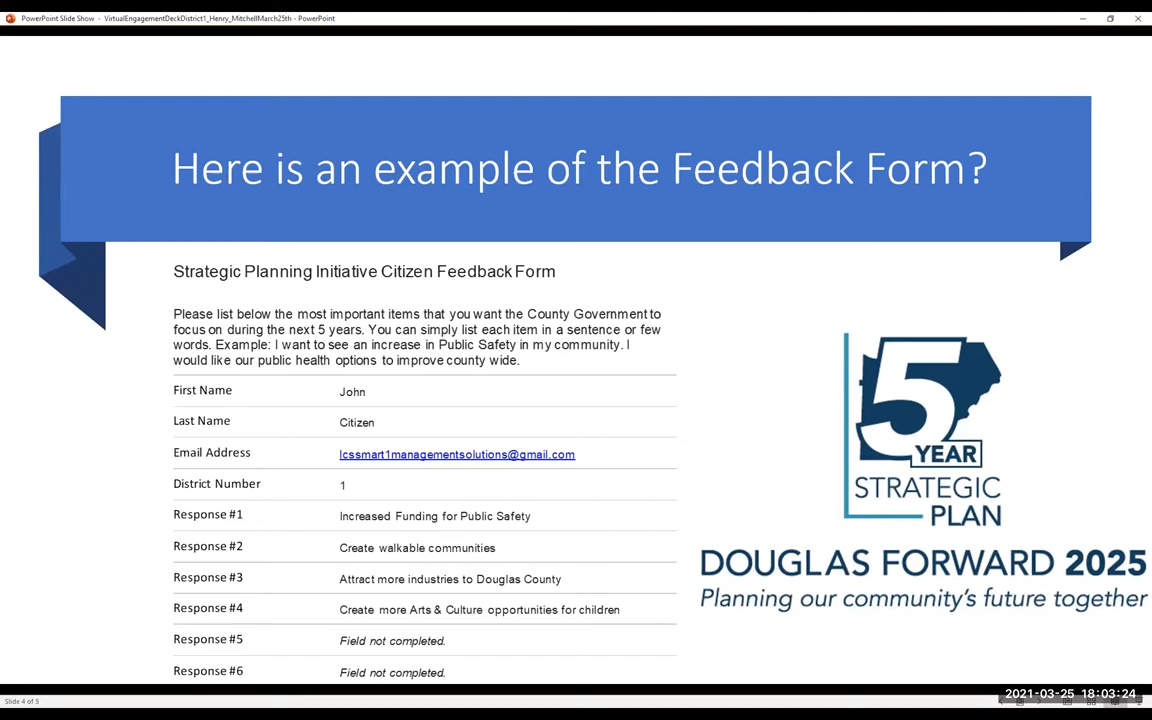 PowerPoint Slide Show - VirtualEngagementDeckDistrict1_Henry_MitchellMarch25th - PowerPoint
Here is an example of the Feedback Form?
Strategic Planning Initiative Citizen Feedback Form
Please list below the most important items that you want the County Government to
focus on during the next 5 years. You can simply list each item in a sentence or few
words. Example: I want to see an increase in Public Safety in my community. I
would like our public health options to improve county wide.
First Name John
Last Name Citizen
Email Address lcssmart1managementsolutions@gmail.com
District Number 1
Response #1 Increased Funding for Public Safety
Response #2 Create walkable communities
Response #3 Attract more industries to Douglas County
Response #4 Create more Arts & Culture opportunities for children
Response #5 Field not completed.
Response #6 Field not completed.
5
YEAR
STRATEGIC
PLAN
DOUGLAS FORWARD 2025
Planning our community's future together
2021-03-25 18:03:24
Slide 4 of 5